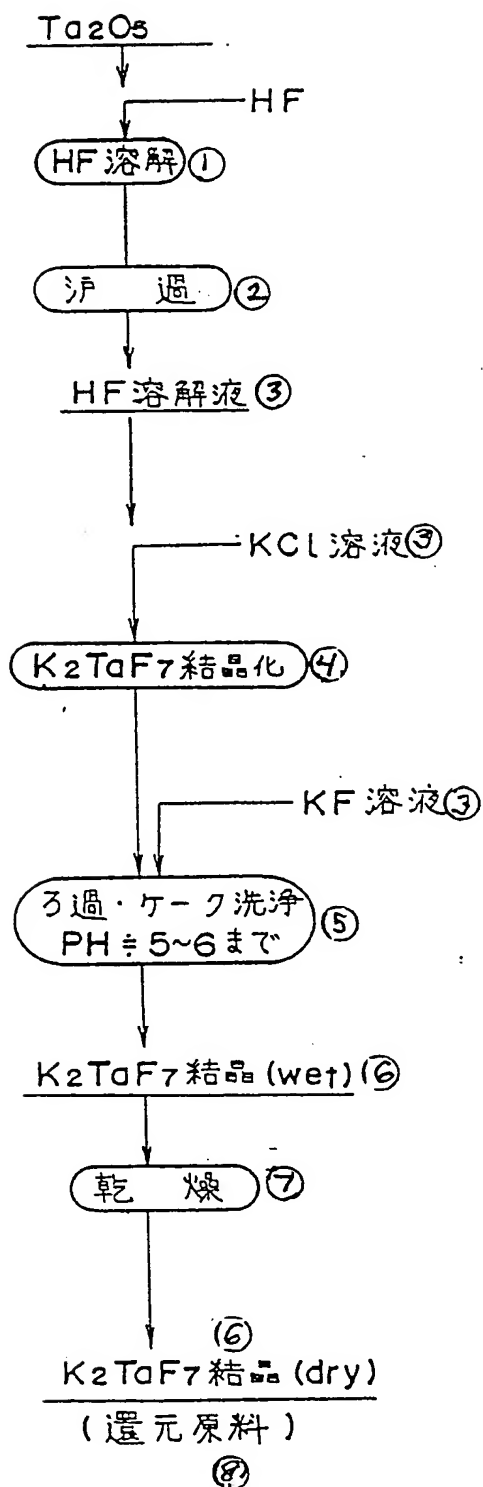 Ta2O5
HF
HF溶解 ①
沪 過 ②
HF溶解液 ③
KCl溶液 ③
K2TaF7結晶化 ④
KF溶液 ③
ろ過・ケーク洗浄
PH≒5~6まで ⑤
K2TaF7結晶(wet) ⑥
乾 燥 ⑦
⑥
K2TaF7結晶(dry)
(還元原料)
⑧